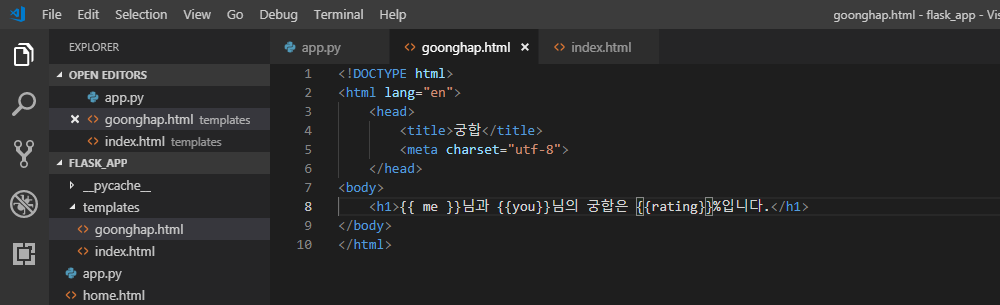 File Edit View Go Debug Terminal Help goonghap.html - flask_app - Vis
EXPLORER
OPEN EDITORS
app.py
goonghap.html templates
index.html templates
FLASK_APP
__pycache__
templates
goonghap.html
index.html
app.py
home.html
app.py goonghap.html index.html
1 <!DOCTYPE html>
2 <html lang="en">
3 <head>
4 <title>궁합</title>
5 <meta charset="utf-8">
6 </head>
7 <body>
8 <h1>{{ me }}님과 {{you}}님의 궁합은 {{rating}}%입니다.</h1>
9 </body>
10 </html>